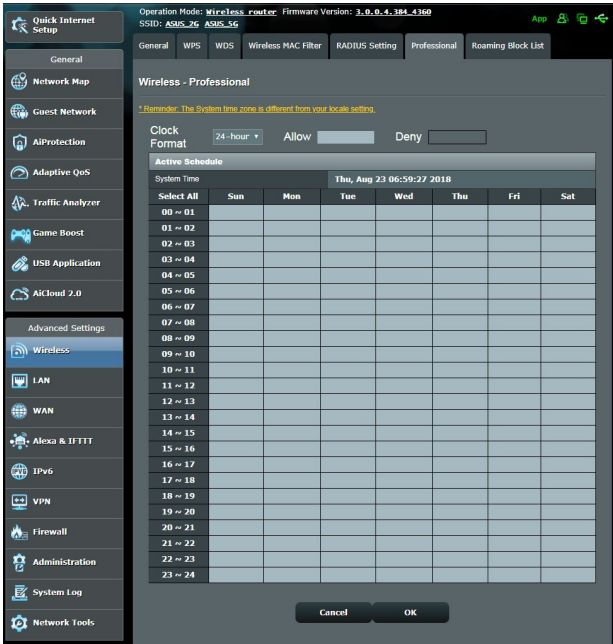 Quick Internet
Setup
Operation Mode: Wireless router Firmware Version: 3.0.0.4.384_4360
SSID: ASUS_2G ASUS_5G
App
General WPS WDS Wireless MAC Filter RADIUS Setting Professional Roaming Block List
General
Network Map
Guest Network
AiProtection
Adaptive QoS
Traffic Analyzer
Game Boost
USB Application
AiCloud 2.0
Advanced Settings
Wireless
LAN
WAN
Alexa & IFTTT
IPv6
VPN
Firewall
Administration
System Log
Network Tools
Wireless - Professional
* Reminder: The System time zone is different from your locale setting.
Clock
Format 24-hour Allow Deny
Active Schedule
System Time Thu, Aug 23 06:59:27 2018
Select All Sun Mon Tue Wed Thu Fri Sat
00 ~ 01
01 ~ 02
02 ~ 03
03 ~ 04
04 ~ 05
05 ~ 06
06 ~ 07
07 ~ 08
08 ~ 09
09 ~ 10
10 ~ 11
11 ~ 12
12 ~ 13
13 ~ 14
14 ~ 15
15 ~ 16
16 ~ 17
17 ~ 18
18 ~ 19
19 ~ 20
20 ~ 21
21 ~ 22
22 ~ 23
23 ~ 24
Cancel OK